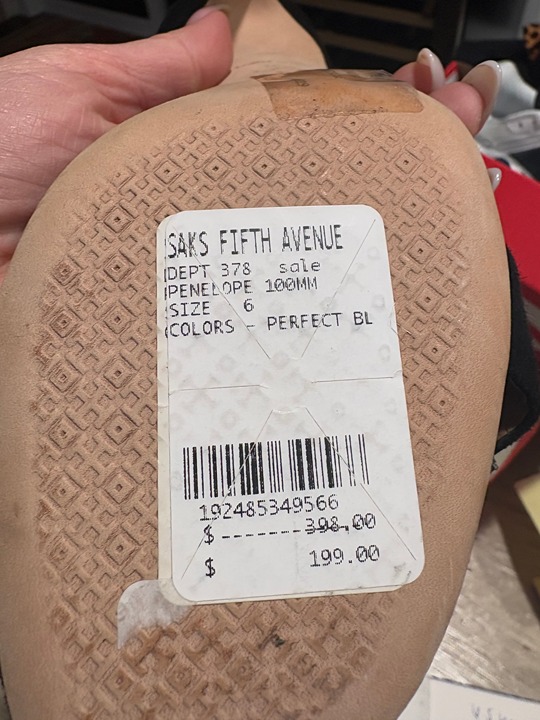 SAKS FIFTH AVENUE
DEPT 378 sale
PENELOPE 100MM
SIZE 6
COLORS - PERFECT BL
192485349566
$ ------- 398.00
$ 199.00